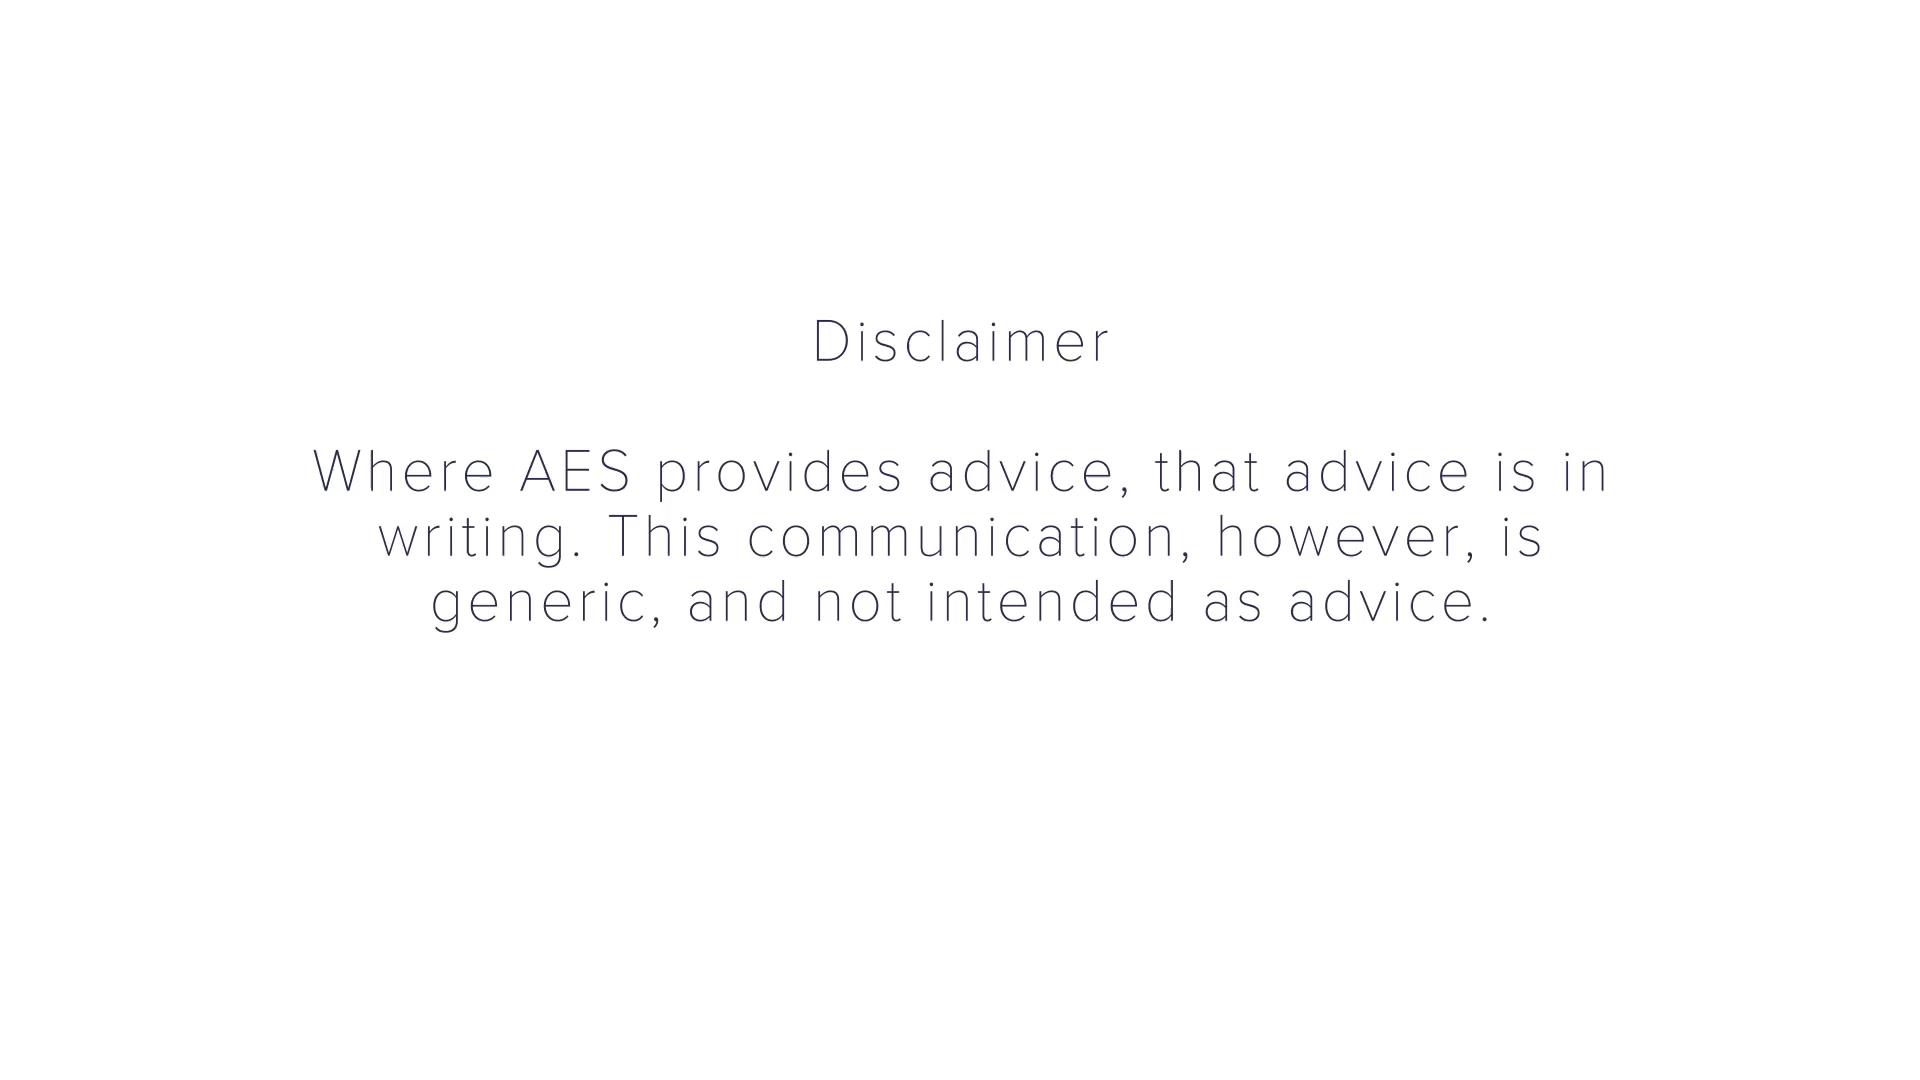 Disclaimer
Where AES provides advice, that advice is in
writing. This communication, however, is
generic, and not intended as advice.